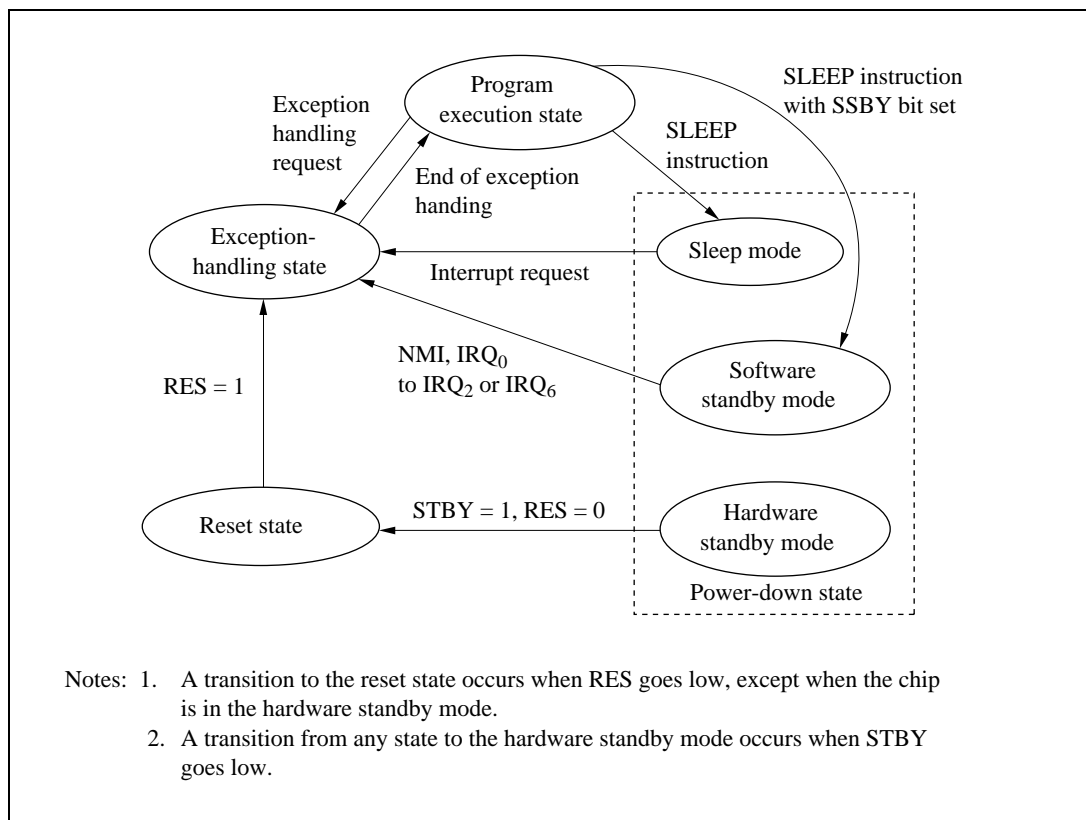 Program
execution state
SLEEP instruction
with SSBY bit set
Exception
handling
request
SLEEP
instruction
End of exception
handing
Exception-
handling state
Sleep mode
Interrupt request
NMI, IRQ0
to IRQ2 or IRQ6
Software
standby mode
RES = 1
Reset state
STBY = 1, RES = 0
Hardware
standby mode
Power-down state
Notes: 1. A transition to the reset state occurs when RES goes low, except when the chip
is in the hardware standby mode.
2. A transition from any state to the hardware standby mode occurs when STBY
goes low.